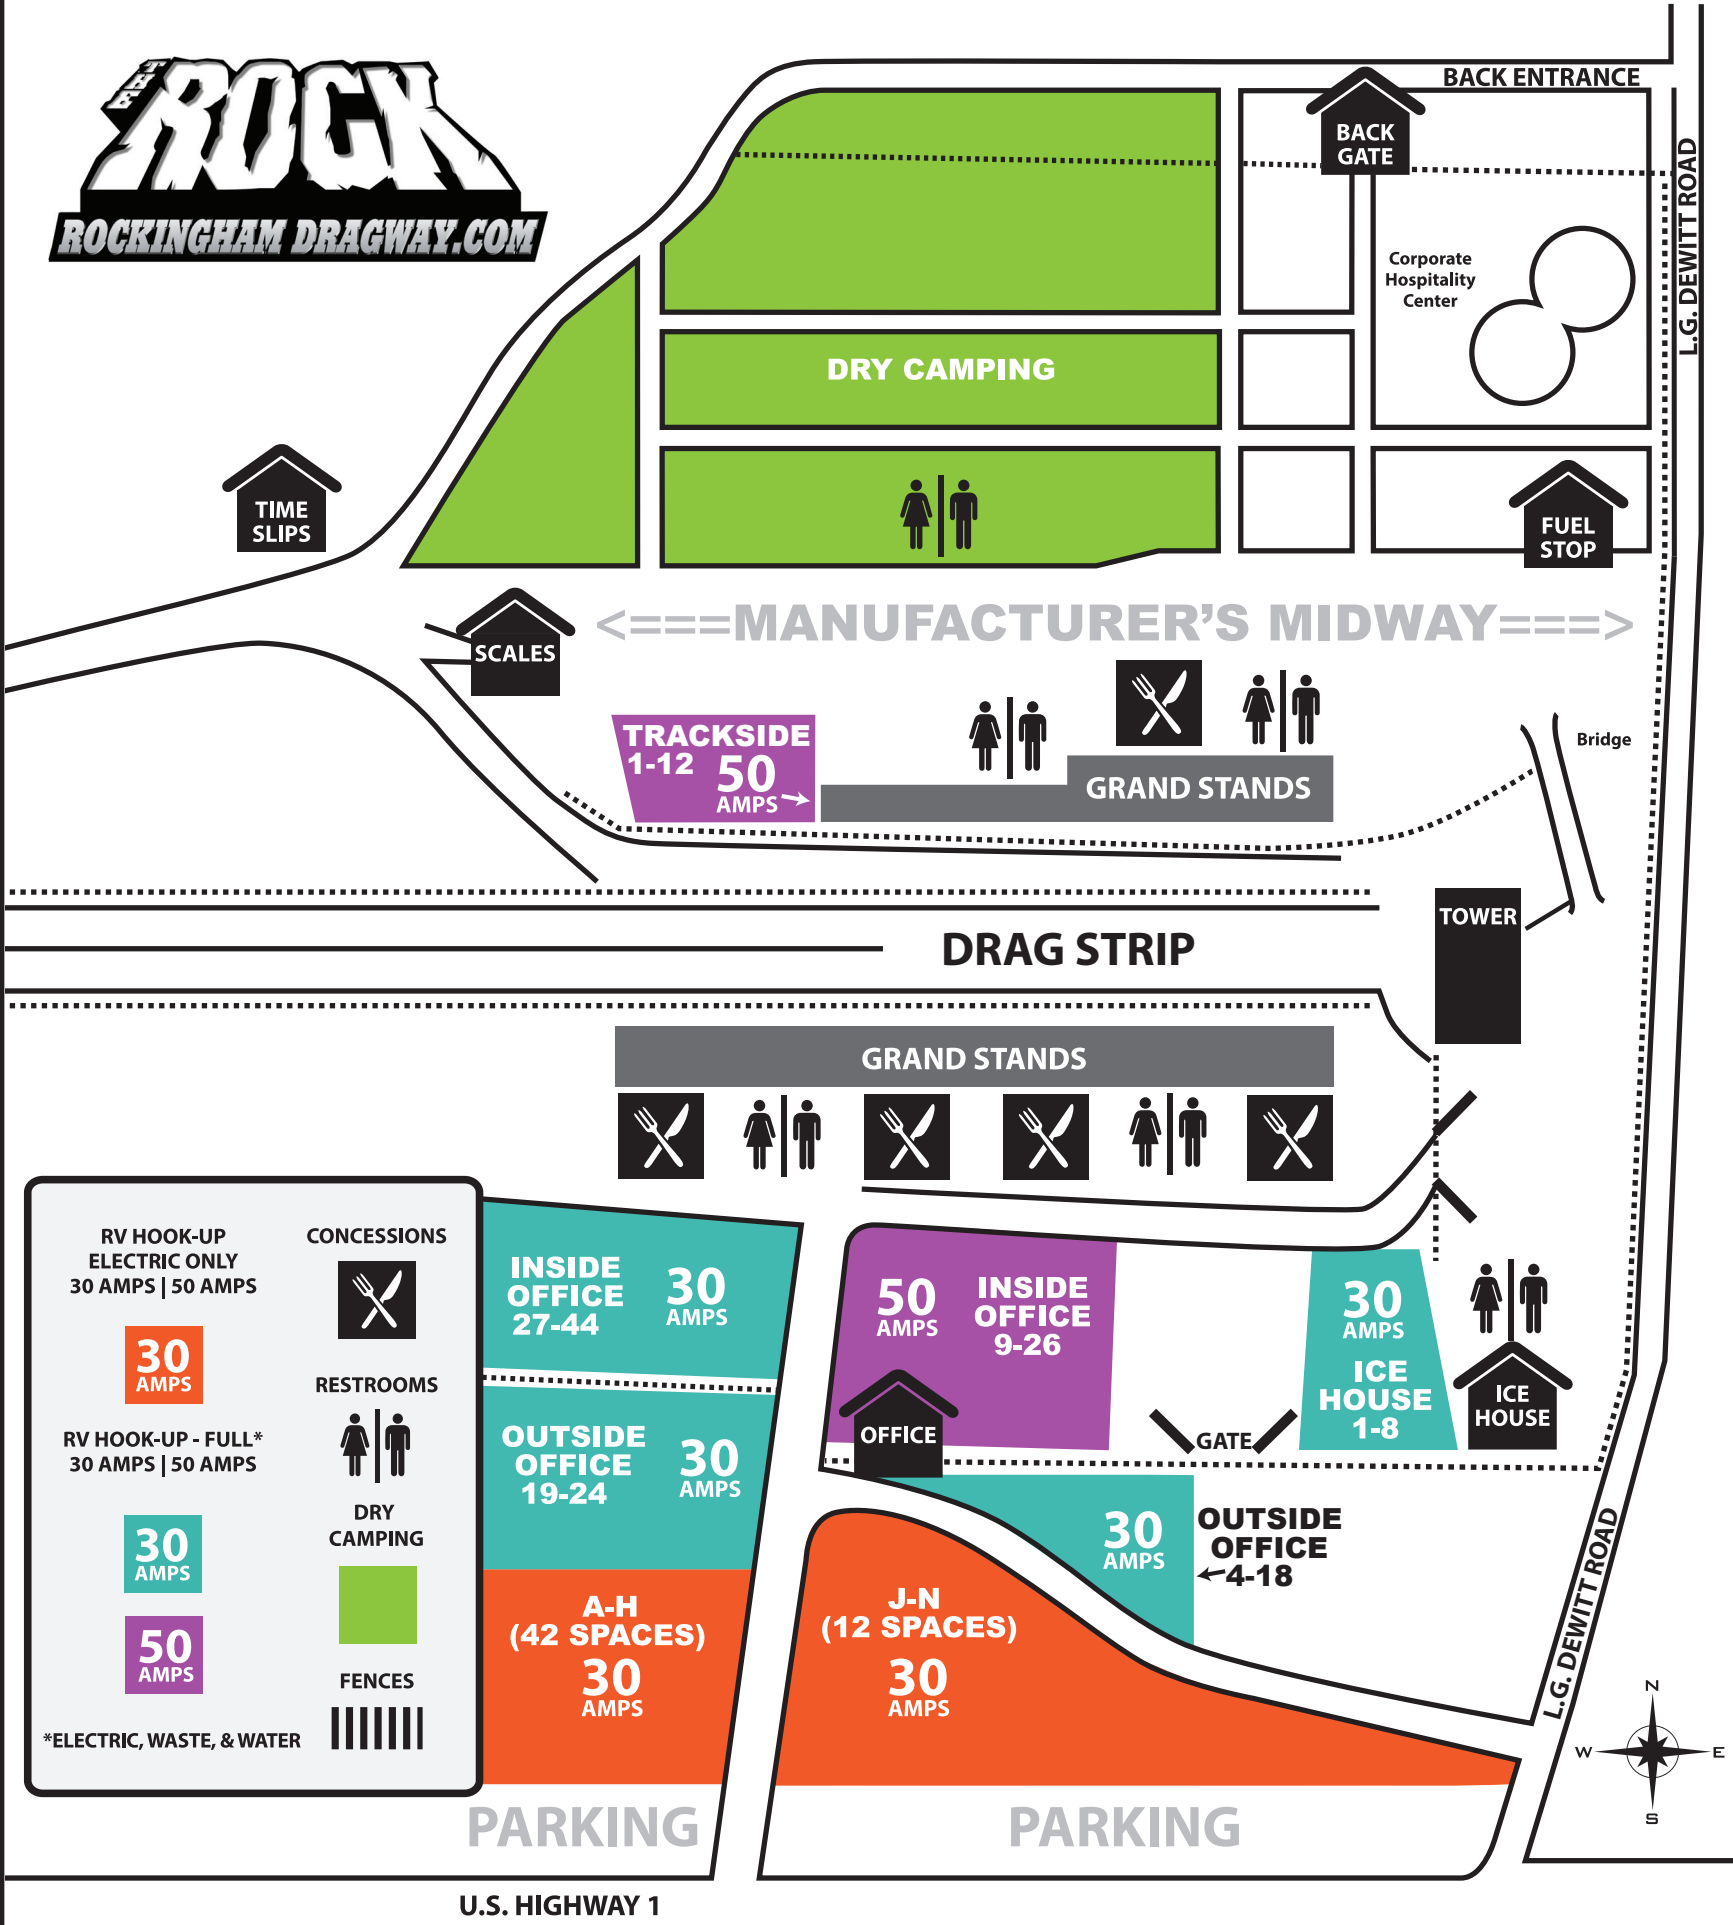 THE
ROCK
ROCKINGHAM DRAGWAY.COM
BACK ENTRANCE
BACK
GATE
L.G. DEWITT ROAD
Corporate
Hospitality
Center
DRY CAMPING
TIME
SLIPS
FUEL
STOP
<===MANUFACTURER'S MIDWAY===>
SCALES
TRACKSIDE
1-12
50
AMPS
GRAND STANDS
Bridge
TOWER
DRAG STRIP
GRAND STANDS
RV HOOK-UP
ELECTRIC ONLY
30 AMPS | 50 AMPS
30
AMPS
RV HOOK-UP - FULL*
30 AMPS | 50 AMPS
30
AMPS
50
AMPS
*ELECTRIC, WASTE, & WATER
CONCESSIONS
RESTROOMS
DRY
CAMPING
FENCES
INSIDE
OFFICE
27-44
30
AMPS
50
AMPS
INSIDE
OFFICE
9-26
30
AMPS
ICE
HOUSE
1-8
ICE
HOUSE
OFFICE
GATE
OUTSIDE
OFFICE
19-24
30
AMPS
30
AMPS
OUTSIDE
OFFICE
4-18
A-H
(42 SPACES)
30
AMPS
J-N
(12 SPACES)
30
AMPS
L.G. DEWITT ROAD
N
W
E
S
PARKING
PARKING
U.S. HIGHWAY 1